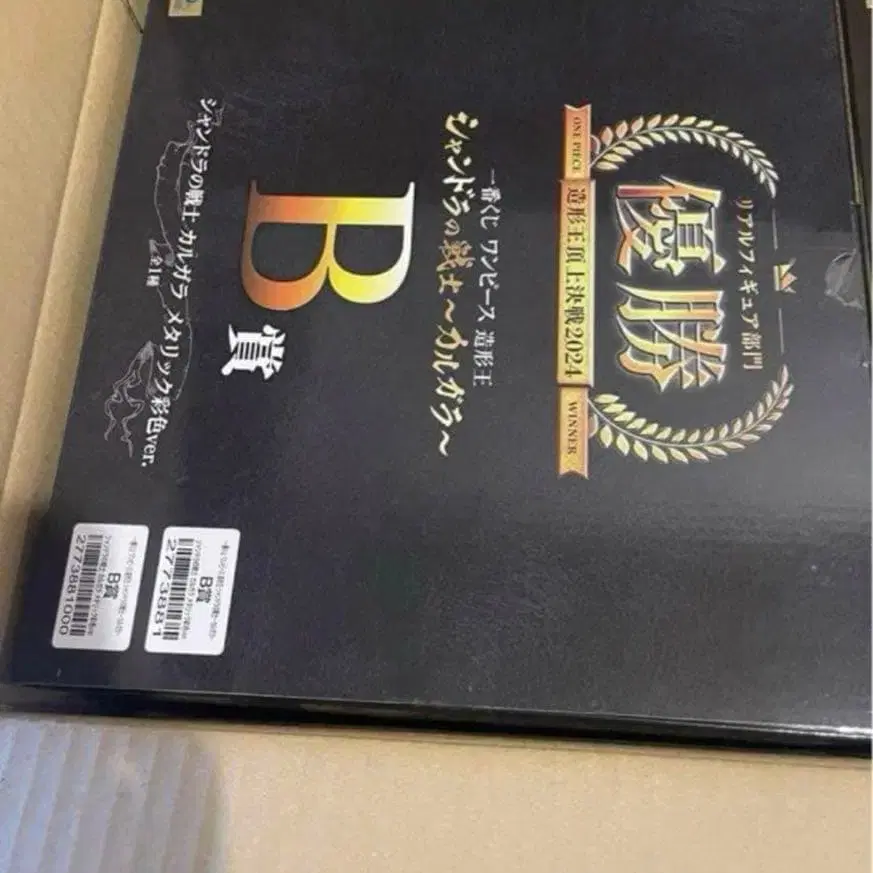 リアルフィギュア部門
優勝
ONE PIECE
造形王頂上決戦2024
WINNER
一番くじ ワンピース 造形王
シャンドラの戦士~カルガラ~
B賞
シャンドラの戦士 カルガラ メタリック彩色ver.
全1種
B賞
2773881
B賞
2773881000